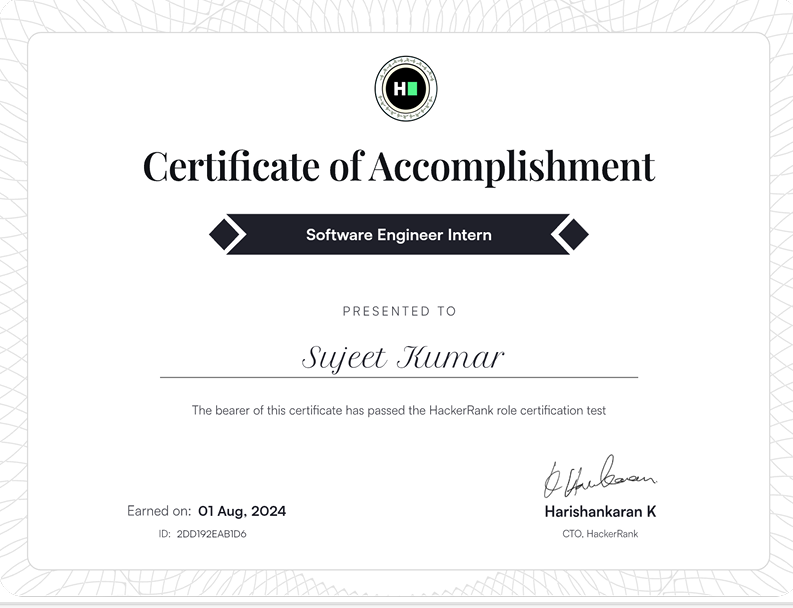 H
Certificate of Accomplishment
Software Engineer Intern
PRESENTED TO
Sujeet Kumar
The bearer of this certificate has passed the HackerRank role certification test
Earned on: 01 Aug, 2024
ID: 2DD192EAB1D6
Harishankaran K
CTO, HackerRank